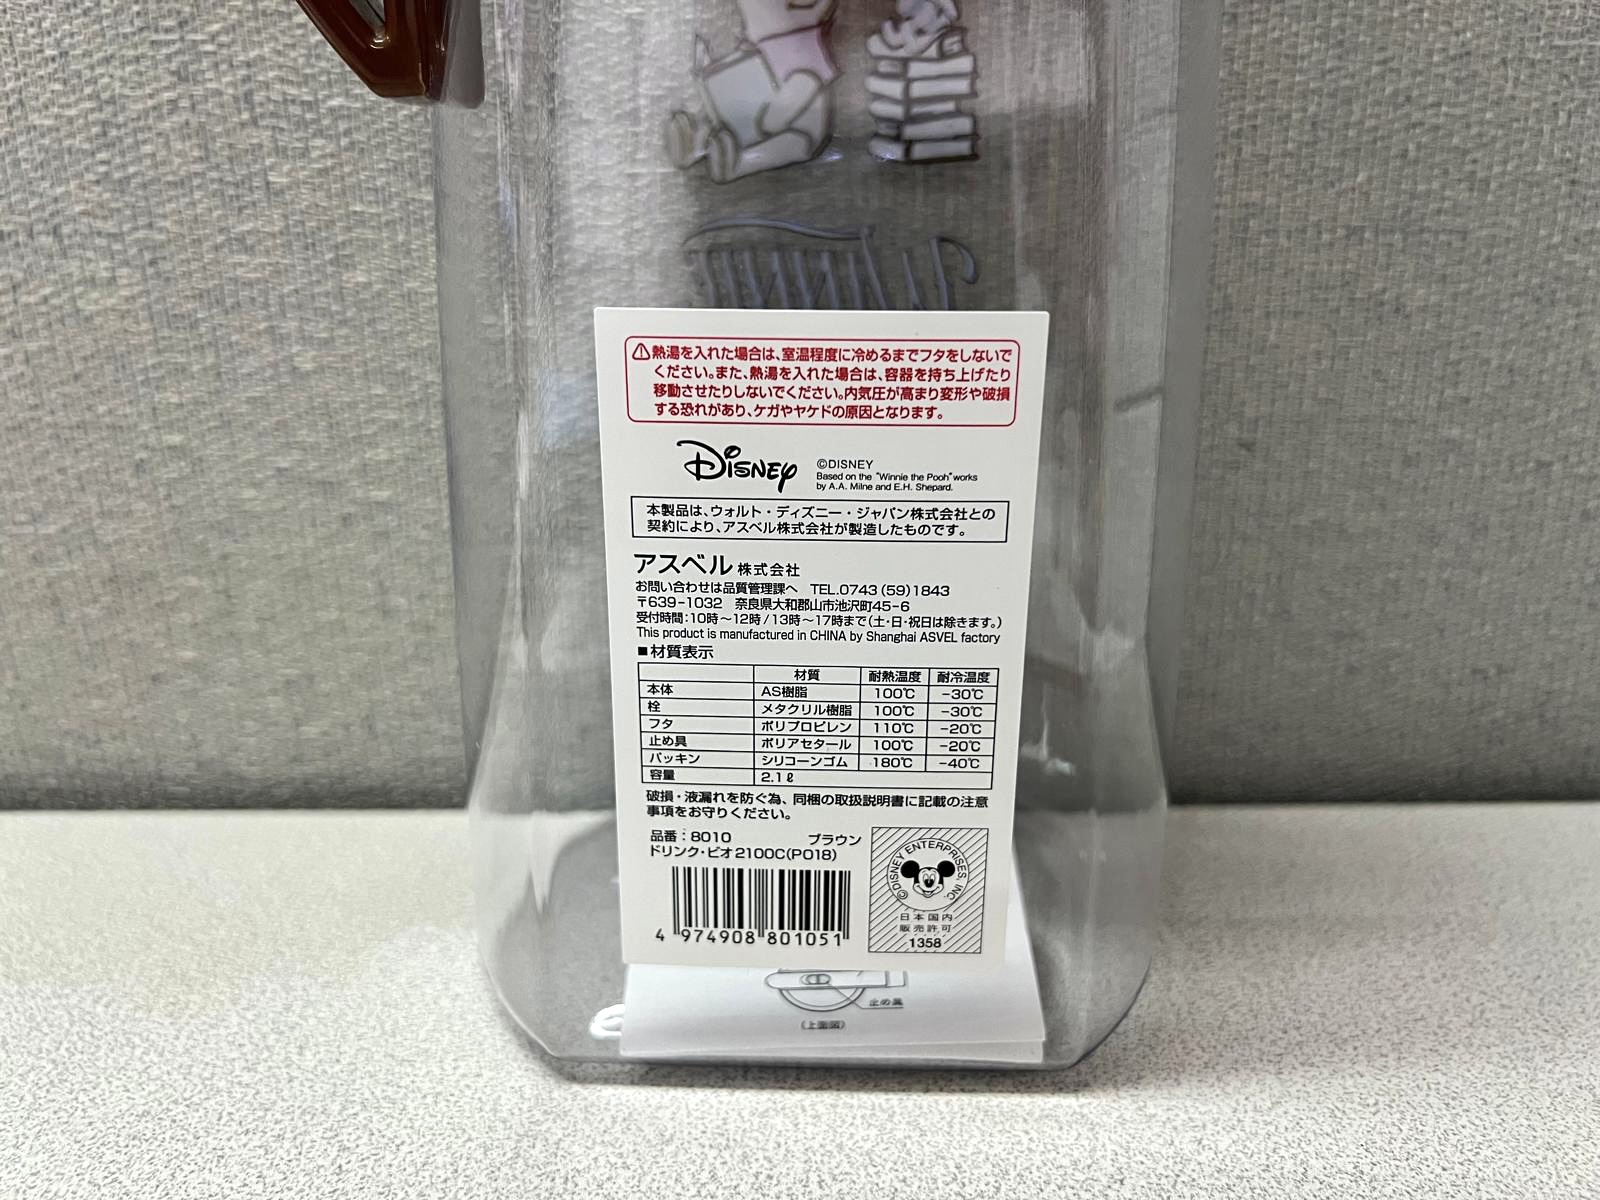 ⚠熱湯を入れた場合は、室温程度に冷めるまでフタをしないで
ください。また、熱湯を入れた場合は、容器を持ち上げたり
移動させたりしないでください。内気圧が高まり変形や破損
する恐れがあり、ケガやヤケドの原因となります。
Disney
©DISNEY
Based on the "Winnie the Pooh" works
by A.A. Milne and E.H. Shepard.
本製品は、ウォルト・ディズニー・ジャパン株式会社との
契約により、アスベル株式会社が製造したものです。
アスベル株式会社
お問い合わせは品質管理課へ TEL.0743(59)1843
〒639-1032 奈良県大和郡山市池沢町45-6
受付時間:10時～12時/13時～17時まで(土・日・祝日は除きます。)
This product is manufactured in CHINA by Shanghai ASVEL factory
■材質表示
材質 耐熱温度 耐冷温度
本体 AS樹脂 100℃ -30℃
栓 メタクリル樹脂 100℃ -30℃
フタ ポリプロピレン 110℃ -20℃
止め具 ポリアセタール 100℃ -20℃
パッキン シリコーンゴム 180℃ -40℃
容量 2.1ℓ
破損・液漏れを防ぐ為、同梱の取扱説明書に記載の注意
事項をお守りください。
品番:8010 ブラウン
ドリンク・ビオ2100C(PO18)
4 974908 801051
©DISNEY ENTERPRISES, INC.
日本国内
販売許可
1358
止め具
(上面図)